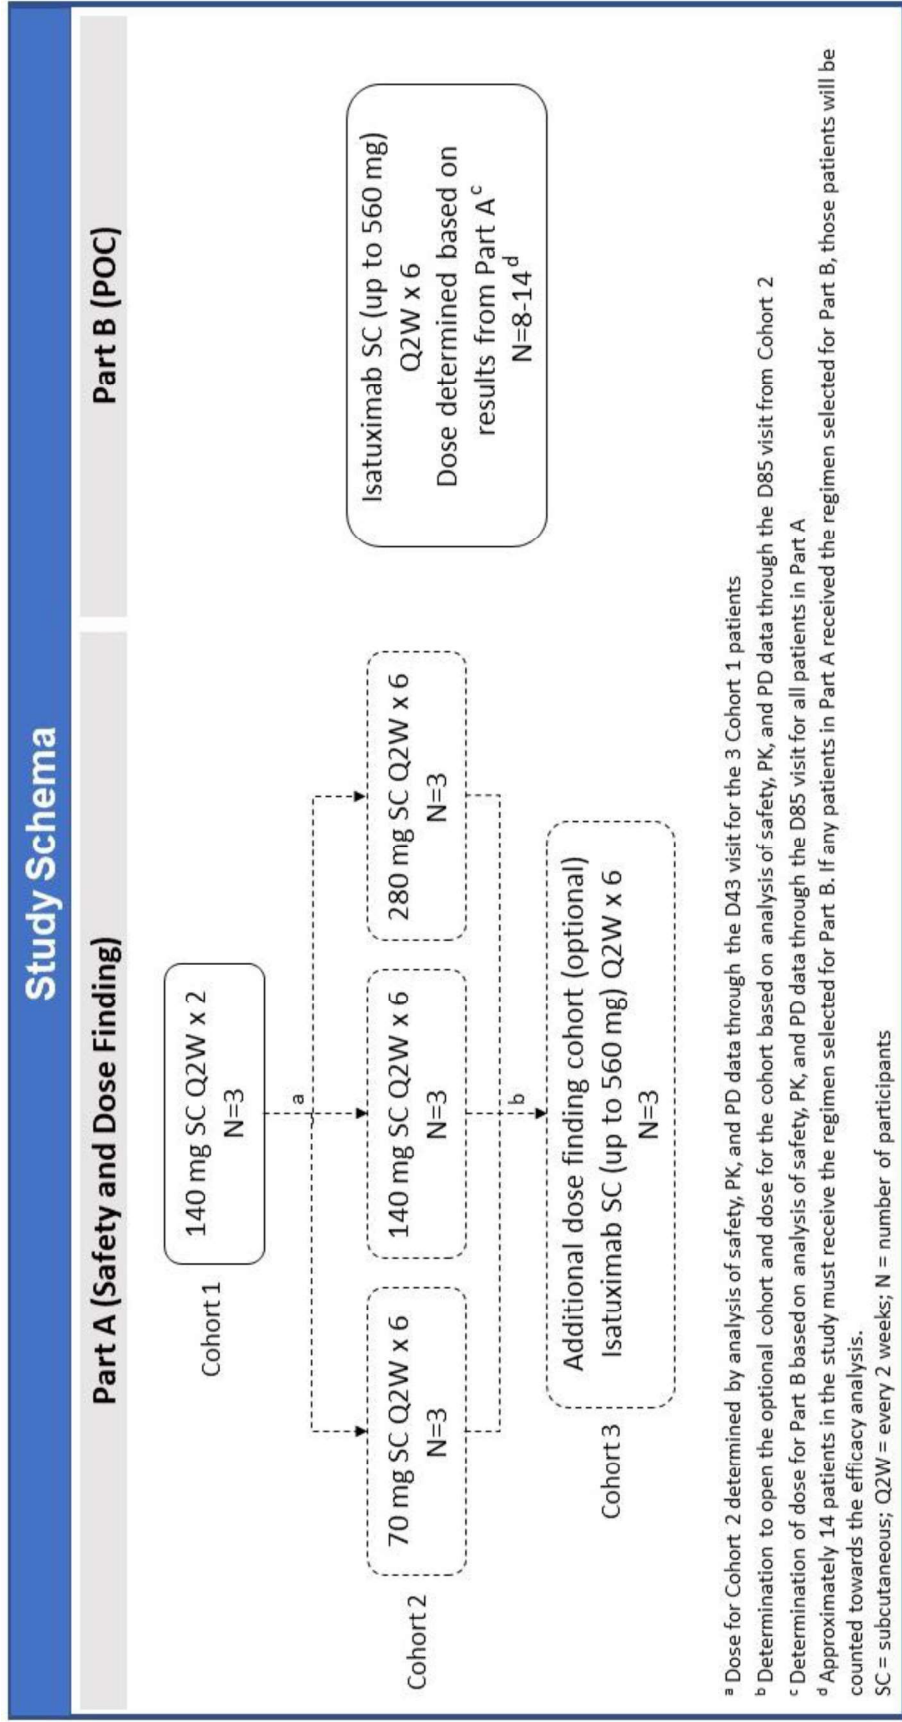 Study Schema
Part A (Safety and Dose Finding)
Part B (POC)
Cohort 1
140 mg SC Q2W x 2
N=3
a
Cohort 2
70 mg SC Q2W x 6
N=3
140 mg SC Q2W x 6
N=3
280 mg SC Q2W x 6
N=3
b
Cohort 3
Additional dose finding cohort (optional)
Isatuximab SC (up to 560 mg) Q2W x 6
N=3
Isatuximab SC (up to 560 mg)
Q2W x 6
Dose determined based on
results from Part A c
N=8-14 d
a Dose for Cohort 2 determined by analysis of safety, PK, and PD data through the D43 visit for the 3 Cohort 1 patients
b Determination to open the optional cohort and dose for the cohort based on analysis of safety, PK, and PD data through the D85 visit from Cohort 2
c Determination of dose for Part B based on analysis of safety, PK, and PD data through the D85 visit for all patients in Part A
d Approximately 14 patients in the study must receive the regimen selected for Part B. If any patients in Part A received the regimen selected for Part B, those patients will be
counted towards the efficacy analysis.
SC = subcutaneous; Q2W = every 2 weeks; N = number of participants